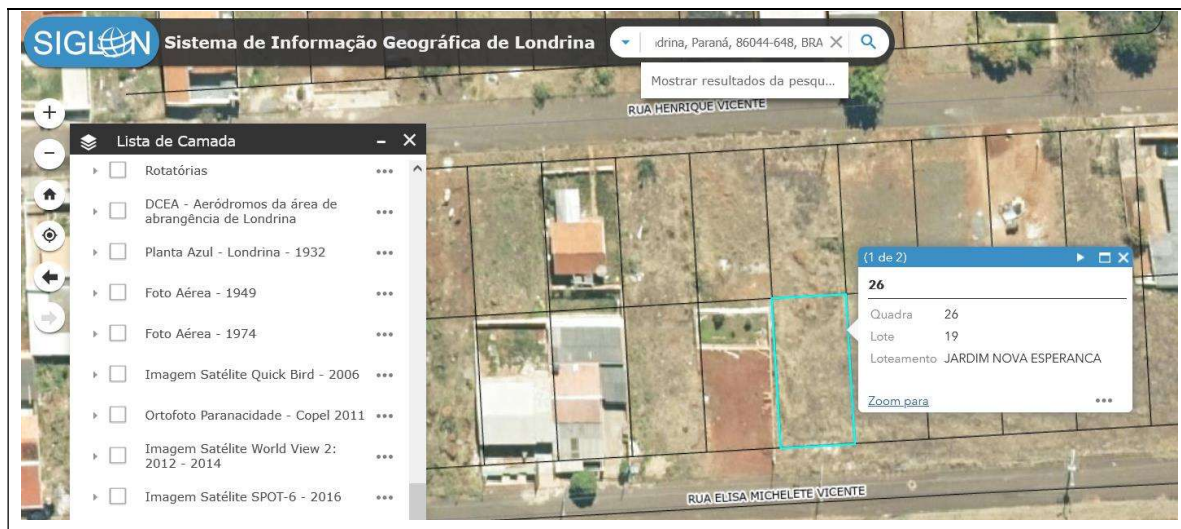 SIGLON Sistema de Informação Geográfica de Londrina
drina, Paraná, 86044-648, BRA
Mostrar resultados da pesqu...
RUA HENRIQUE VICENTE
Lista de Camada
Rotatórias
DCEA - Aeródromos da área de
abrangência de Londrina
Planta Azul - Londrina - 1932
Foto Aérea - 1949
Foto Aérea - 1974
Imagem Satélite Quick Bird - 2006
Ortofoto Paranacidade - Copel 2011
Imagem Satélite World View 2:
2012 - 2014
Imagem Satélite SPOT-6 - 2016
(1 de 2)
26
Quadra 26
Lote 19
Loteamento JARDIM NOVA ESPERANCA
Zoom para
RUA ELISA MICHELETE VICENTE